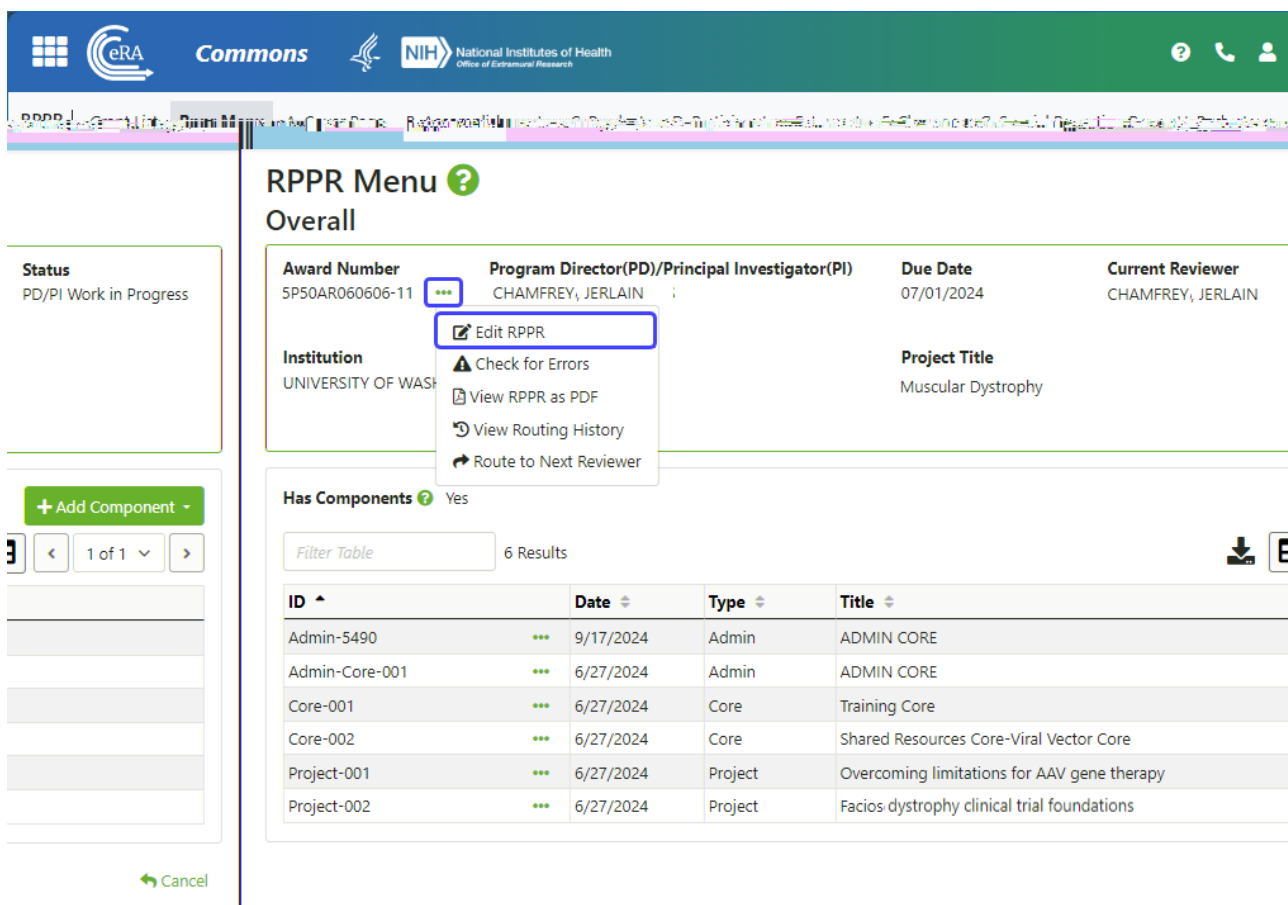 eRA
Commons
NIH
National Institutes of Health
Office of Extramural Research
RPPR Menu
Overall
Status
PD/PI Work in Progress
Award Number
5P50AR060606-11
Program Director(PD)/Principal Investigator(PI)
CHAMFREY, JERLAIN
Due Date
07/01/2024
Current Reviewer
CHAMFREY, JERLAIN
Edit RPPR
Check for Errors
View RPPR as PDF
View Routing History
Route to Next Reviewer
Institution
UNIVERSITY OF WASH
Project Title
Muscular Dystrophy
Add Component
1 of 1
Has Components Yes
Filter Table
6 Results
ID Date Type Title
Admin-5490 9/17/2024 Admin ADMIN CORE
Admin-Core-001 6/27/2024 Admin ADMIN CORE
Core-001 6/27/2024 Core Training Core
Core-002 6/27/2024 Core Shared Resources Core-Viral Vector Core
Project-001 6/27/2024 Project Overcoming limitations for AAV gene therapy
Project-002 6/27/2024 Project Facios dystrophy clinical trial foundations
Cancel